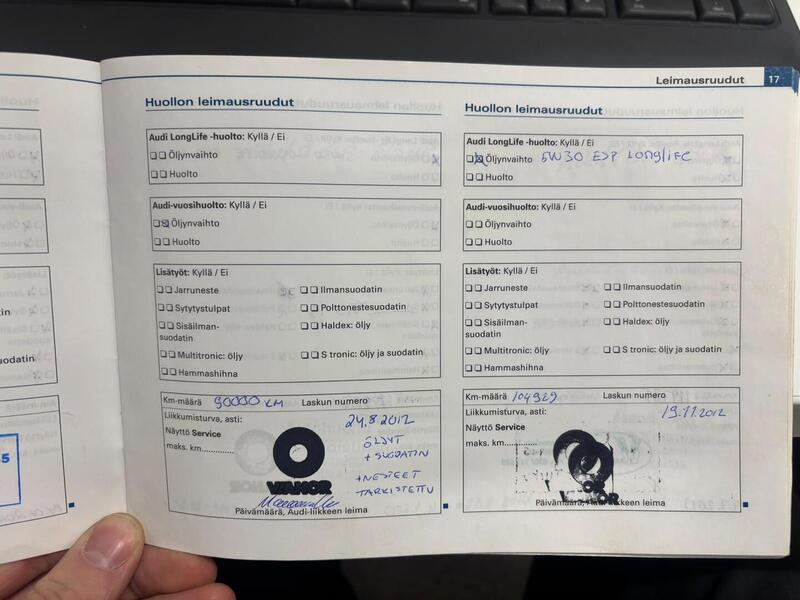 Leimausruudut 17
Huollon leimausruudut
Audi LongLife -huolto: Kyllä / Ei
Öljynvaihto
Huolto
Audi-vuosihuolto: Kyllä / Ei
Öljynvaihto
Huolto
Lisätyöt: Kyllä / Ei
Jarruneste
Ilmansuodatin
Sytytystulpat
Polttonestesuodatin
Sisäilman-
suodatin
Haldex: öljy
Multitronic: öljy
S tronic: öljy ja suodatin
Hammashihna
Km-määrä 90000 KM
Laskun numero
Liikkumisturva, asti:
24.8.2012
Näyttö Service
maks. km
ÖLJYT
+ SUODATIN
+ NESTEET
TARKISTETTU
VIANOR
Päivämäärä, Audi-liikkeen leima
Huollon leimausruudut
Audi LongLife -huolto: Kyllä / Ei
Öljynvaihto 5W30 ESP LONGLIFE
Huolto
Audi-vuosihuolto: Kyllä / Ei
Öljynvaihto
Huolto
Lisätyöt: Kyllä / Ei
Jarruneste
Ilmansuodatin
Sytytystulpat
Polttonestesuodatin
Sisäilman-
suodatin
Haldex: öljy
Multitronic: öljy
S tronic: öljy ja suodatin
Hammashihna
Km-määrä 104929
Laskun numero
Liikkumisturva, asti:
19.11.2012
Näyttö Service
maks. km
Päivämäärä, Audi-liikkeen leima